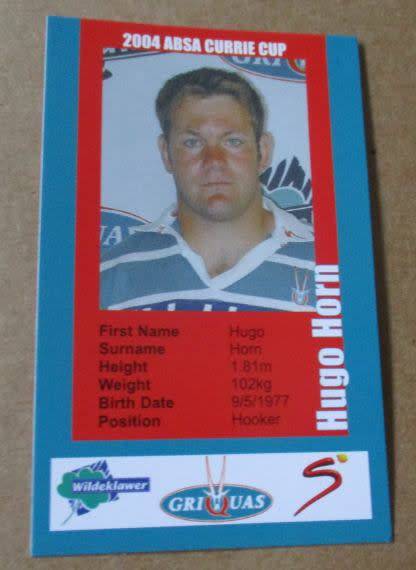 2004 ABSA CURRIE CUP
GRIQUAS
First Name Hugo
Surname Horn
Height 1.81m
Weight 102kg
Birth Date 9/5/1977
Position Hooker
Hugo Horn
Wildeklawer
GRIQUAS